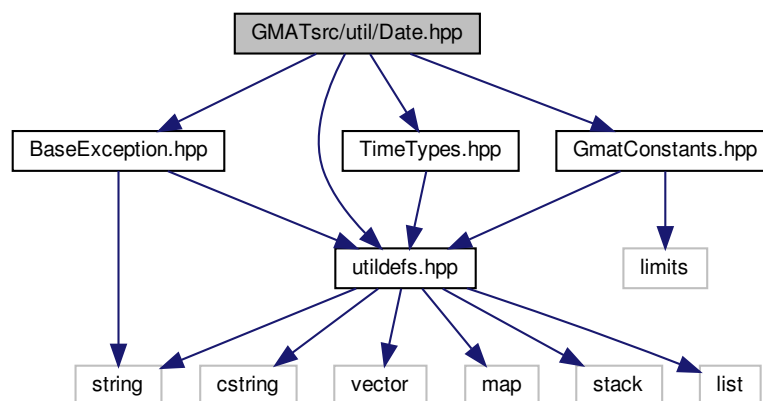 GMATsrc/util/Date.hpp
BaseException.hpp
TimeTypes.hpp
GmatConstants.hpp
utildefs.hpp
limits
string
cstring
vector
map
stack
list